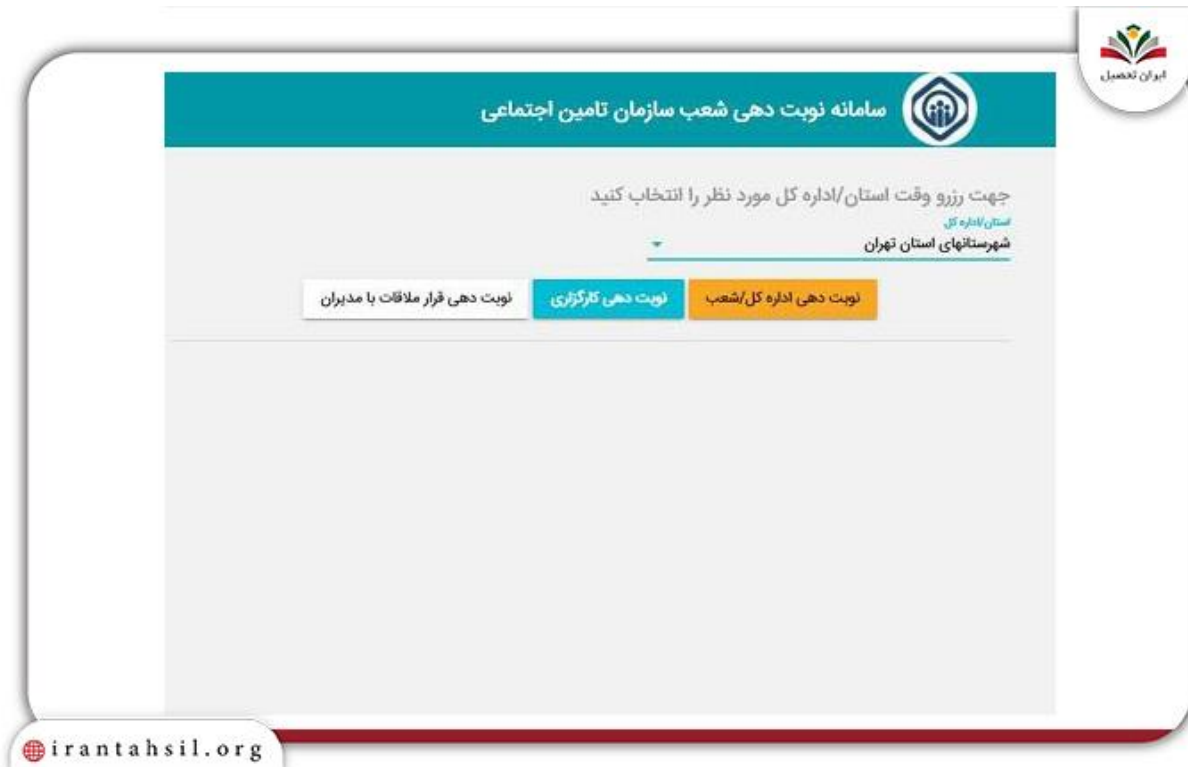 ایران تحصیل
سامانه نوبت دهی شعب سازمان تامین اجتماعی
جهت رزرو وقت استان/اداره کل مورد نظر را انتخاب کنید
استان/اداره کل
شهرستانهای استان تهران
نوبت دهی اداره کل/شعب نوبت دهی کارگزاری نوبت دهی قرار ملاقات با مدیران
irantahsil.org